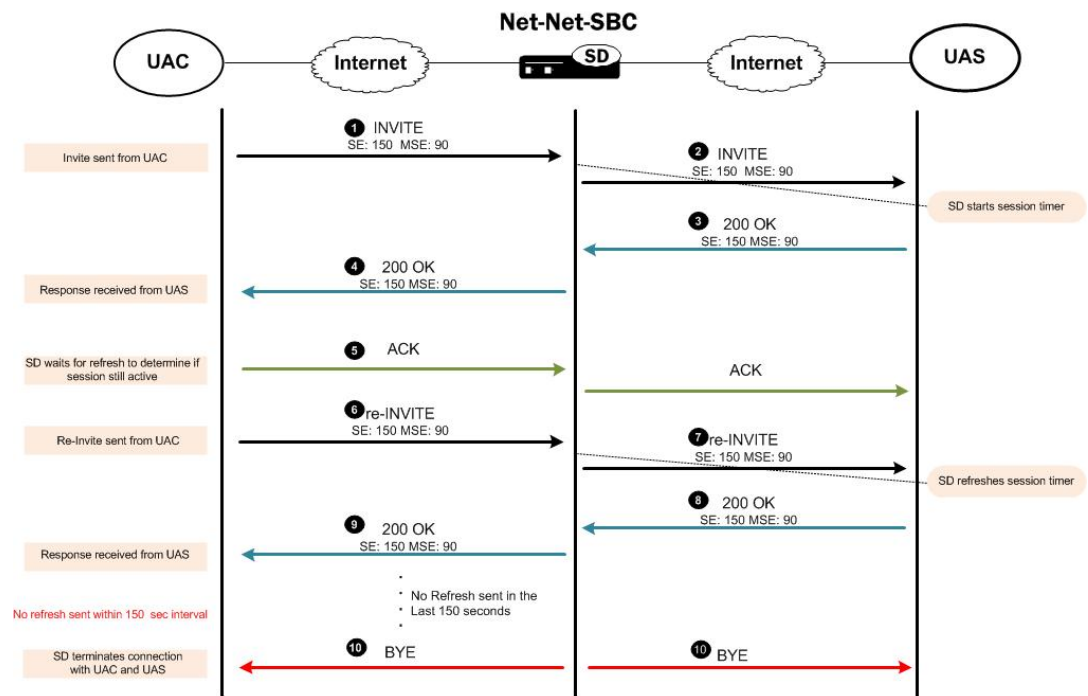 Net-Net-SBC
UAC
Internet
SD
Internet
UAS
1 INVITE
SE: 150 MSE: 90
Invite sent from UAC
2 INVITE
SE: 150 MSE: 90
SD starts session timer
3 200 OK
SE: 150 MSE: 90
4 200 OK
SE: 150 MSE: 90
Response received from UAS
5 ACK
SD waits for refresh to determine if
session still active
ACK
6 re-INVITE
SE: 150 MSE: 90
Re-Invite sent from UAC
7 re-INVITE
SE: 150 MSE: 90
SD refreshes session timer
8 200 OK
SE: 150 MSE: 90
9 200 OK
SE: 150 MSE: 90
Response received from UAS
No Refresh sent in the
Last 150 seconds
No refresh sent within 150 sec interval
10 BYE
10 BYE
SD terminates connection
with UAC and UAS